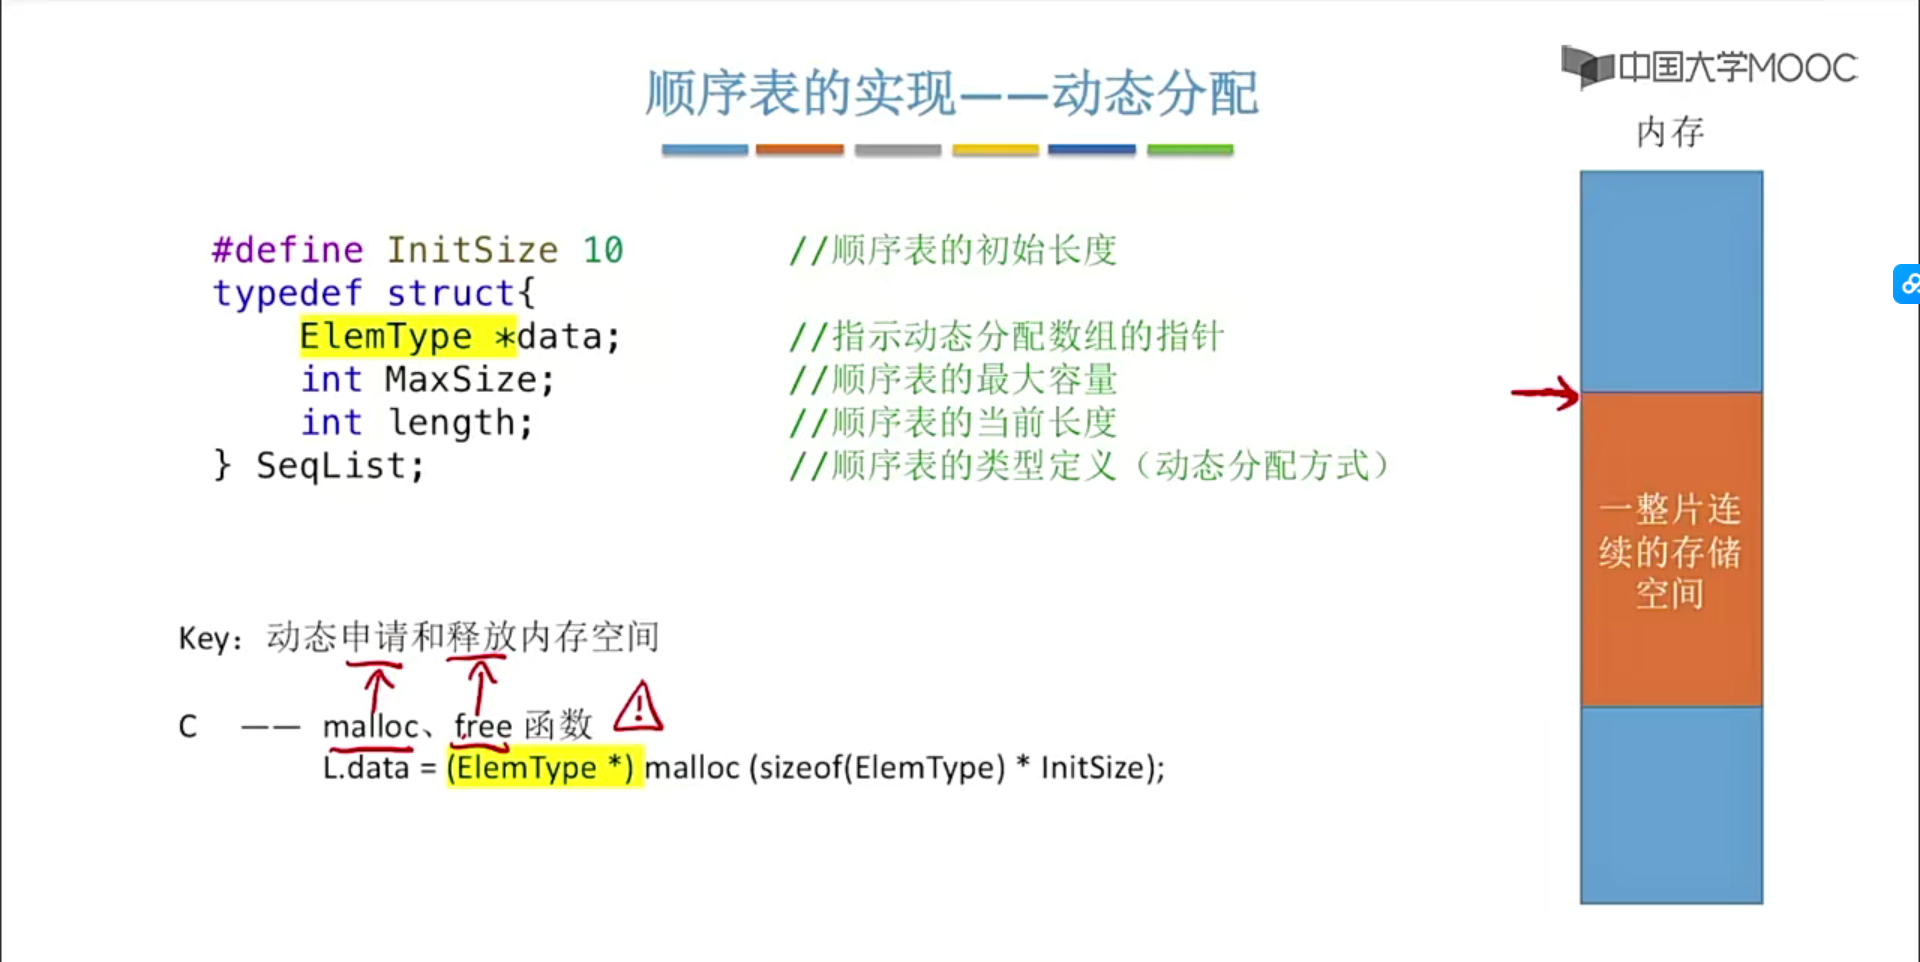 中国大学MOOC
顺序表的实现——动态分配
内存
#define InitSize 10 //顺序表的初始长度
typedef struct{
ElemType *data; //指示动态分配数组的指针
int MaxSize; //顺序表的最大容量
int length; //顺序表的当前长度
} SeqList; //顺序表的类型定义（动态分配方式）
一整片连
续的存储
空间
Key：动态申请和释放内存空间
C —— malloc、free 函数
L.data = (ElemType *) malloc (sizeof(ElemType) * InitSize);